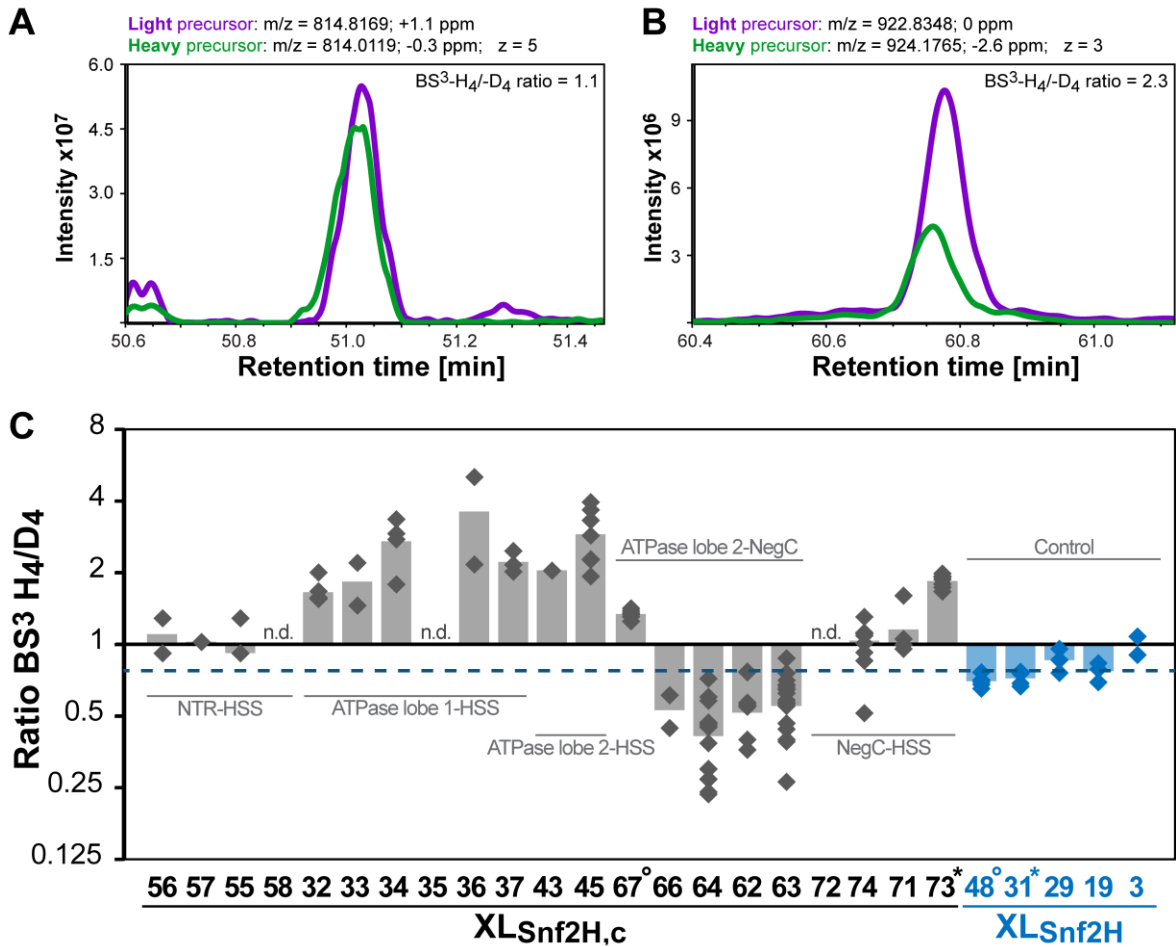 A
Light precursor: m/z = 814.8169; +1.1 ppm
Heavy precursor: m/z = 814.0119; -0.3 ppm; z = 5
BS³-H₄/-D₄ ratio = 1.1
Intensity x10⁷
6.0
4.5
3.0
1.5
50.6 50.8 51.0 51.2 51.4
Retention time [min]
B
Light precursor: m/z = 922.8348; 0 ppm
Heavy precursor: m/z = 924.1765; -2.6 ppm; z = 3
BS³-H₄/-D₄ ratio = 2.3
Intensity x10⁶
9
6
3
60.4 60.6 60.8 61.0
Retention time [min]
C
Ratio BS³ H₄/D₄
8
4
2
1
0.5
0.25
0.125
ATPase lobe 2-NegC
Control
n.d.
n.d.
n.d.
NTR-HSS
ATPase lobe 1-HSS
ATPase lobe 2-HSS
NegC-HSS
56 57 55 58 32 33 34 35 36 37 43 45 67° 66 64 62 63 72 74 71 73* 48° 31* 29 19 3
XL Snf2H,c
XL Snf2H